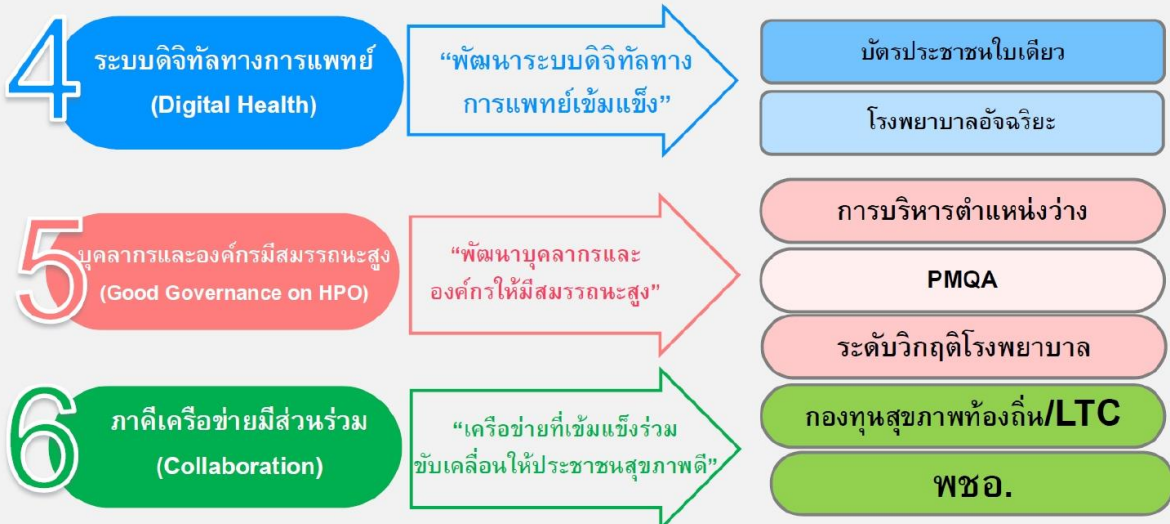 4
ระบบดิจิทัลทางการแพทย์
(Digital Health)
“พัฒนาระบบดิจิทัลทาง
การแพทย์เข้มแข็ง”
บัตรประชาชนใบเดียว
โรงพยาบาลอัจฉริยะ
5
บุคลากรและองค์กรมีสมรรถนะสูง
(Good Governance on HPO)
“พัฒนาบุคลากรและ
องค์กรให้มีสมรรถนะสูง”
การบริหารตำแหน่งว่าง
PMQA
ระดับวิกฤติโรงพยาบาล
6
ภาคีเครือข่ายมีส่วนร่วม
(Collaboration)
“เครือข่ายที่เข้มแข็งร่วม
ขับเคลื่อนให้ประชาชนสุขภาพดี”
กองทุนสุขภาพท้องถิ่น/LTC
พชอ.